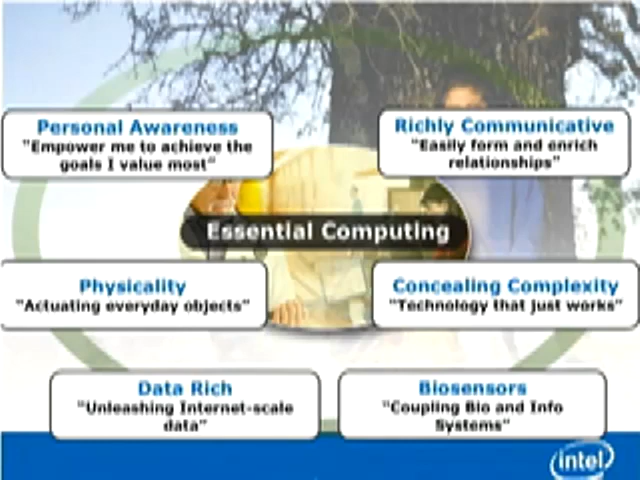 Personal Awareness
"Empower me to achieve the
goals I value most"
Richly Communicative
"Easily form and enrich
relationships"
Essential Computing
Physicality
"Actuating everyday objects"
Concealing Complexity
"Technology that just works"
Data Rich
"Unleashing Internet-scale
data"
Biosensors
"Coupling Bio and Info
Systems"
intel